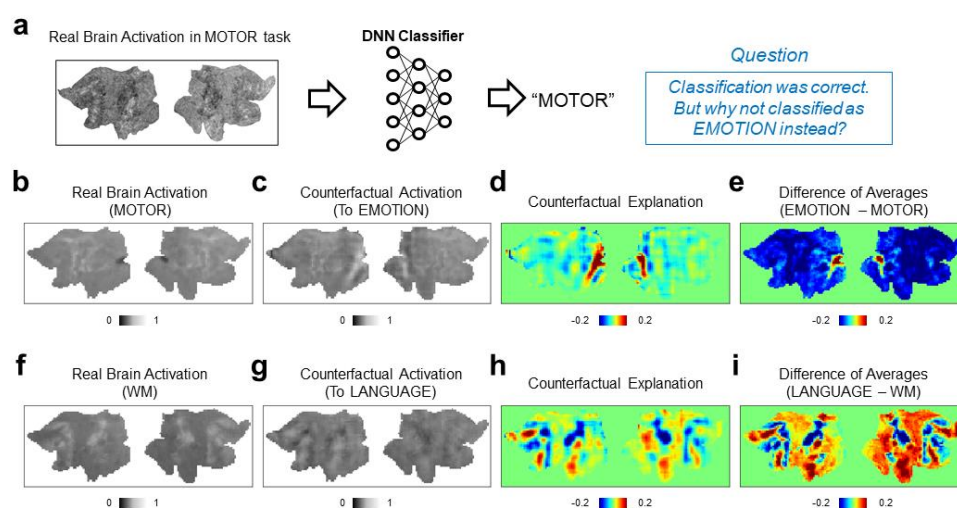 a
Real Brain Activation in MOTOR task
DNN Classifier
"MOTOR"
Question
Classification was correct.
But why not classified as
EMOTION instead?
b
Real Brain Activation
(MOTOR)
0 1
c
Counterfactual Activation
(To EMOTION)
0 1
d
Counterfactual Explanation
-0.2 0.2
e
Difference of Averages
(EMOTION – MOTOR)
-0.2 0.2
f
Real Brain Activation
(WM)
0 1
g
Counterfactual Activation
(To LANGUAGE)
0 1
h
Counterfactual Explanation
-0.2 0.2
i
Difference of Averages
(LANGUAGE – WM)
-0.2 0.2